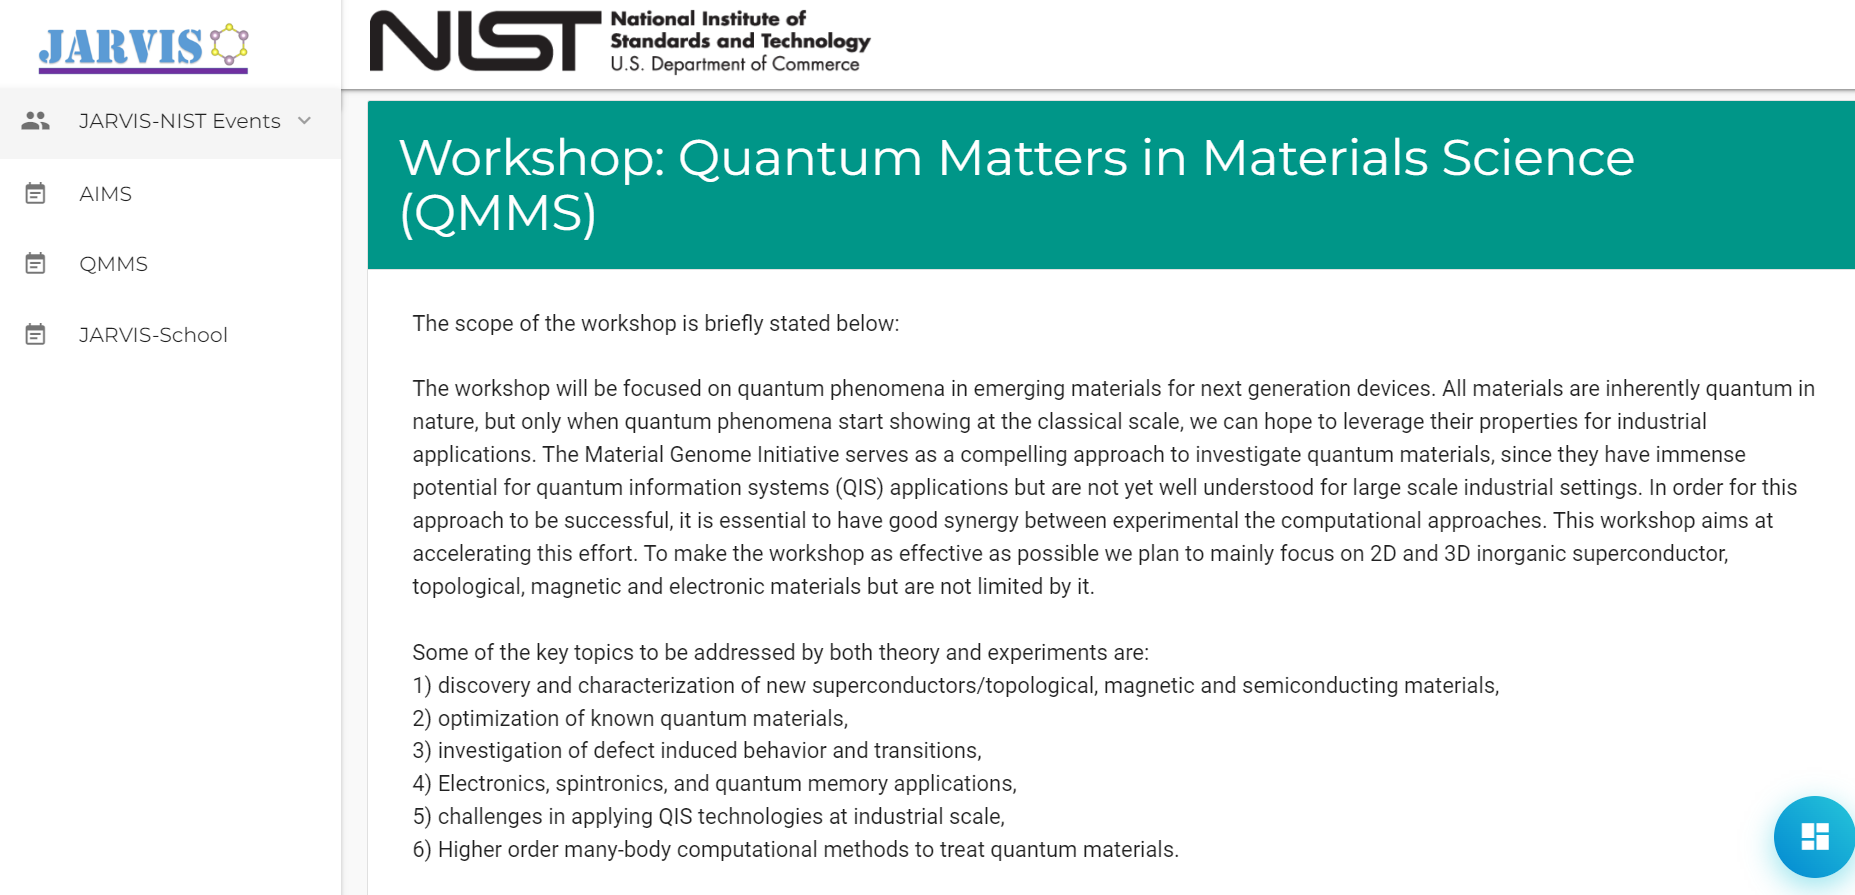 JARVIS
NIST National Institute of
Standards and Technology
U.S. Department of Commerce
JARVIS-NIST Events
AIMS
QMMS
JARVIS-School
Workshop: Quantum Matters in Materials Science
(QMMS)
The scope of the workshop is briefly stated below:
The workshop will be focused on quantum phenomena in emerging materials for next generation devices. All materials are inherently quantum in
nature, but only when quantum phenomena start showing at the classical scale, we can hope to leverage their properties for industrial
applications. The Material Genome Initiative serves as a compelling approach to investigate quantum materials, since they have immense
potential for quantum information systems (QIS) applications but are not yet well understood for large scale industrial settings. In order for this
approach to be successful, it is essential to have good synergy between experimental the computational approaches. This workshop aims at
accelerating this effort. To make the workshop as effective as possible we plan to mainly focus on 2D and 3D inorganic superconductor,
topological, magnetic and electronic materials but are not limited by it.
Some of the key topics to be addressed by both theory and experiments are:
1) discovery and characterization of new superconductors/topological, magnetic and semiconducting materials,
2) optimization of known quantum materials,
3) investigation of defect induced behavior and transitions,
4) Electronics, spintronics, and quantum memory applications,
5) challenges in applying QIS technologies at industrial scale,
6) Higher order many-body computational methods to treat quantum materials.